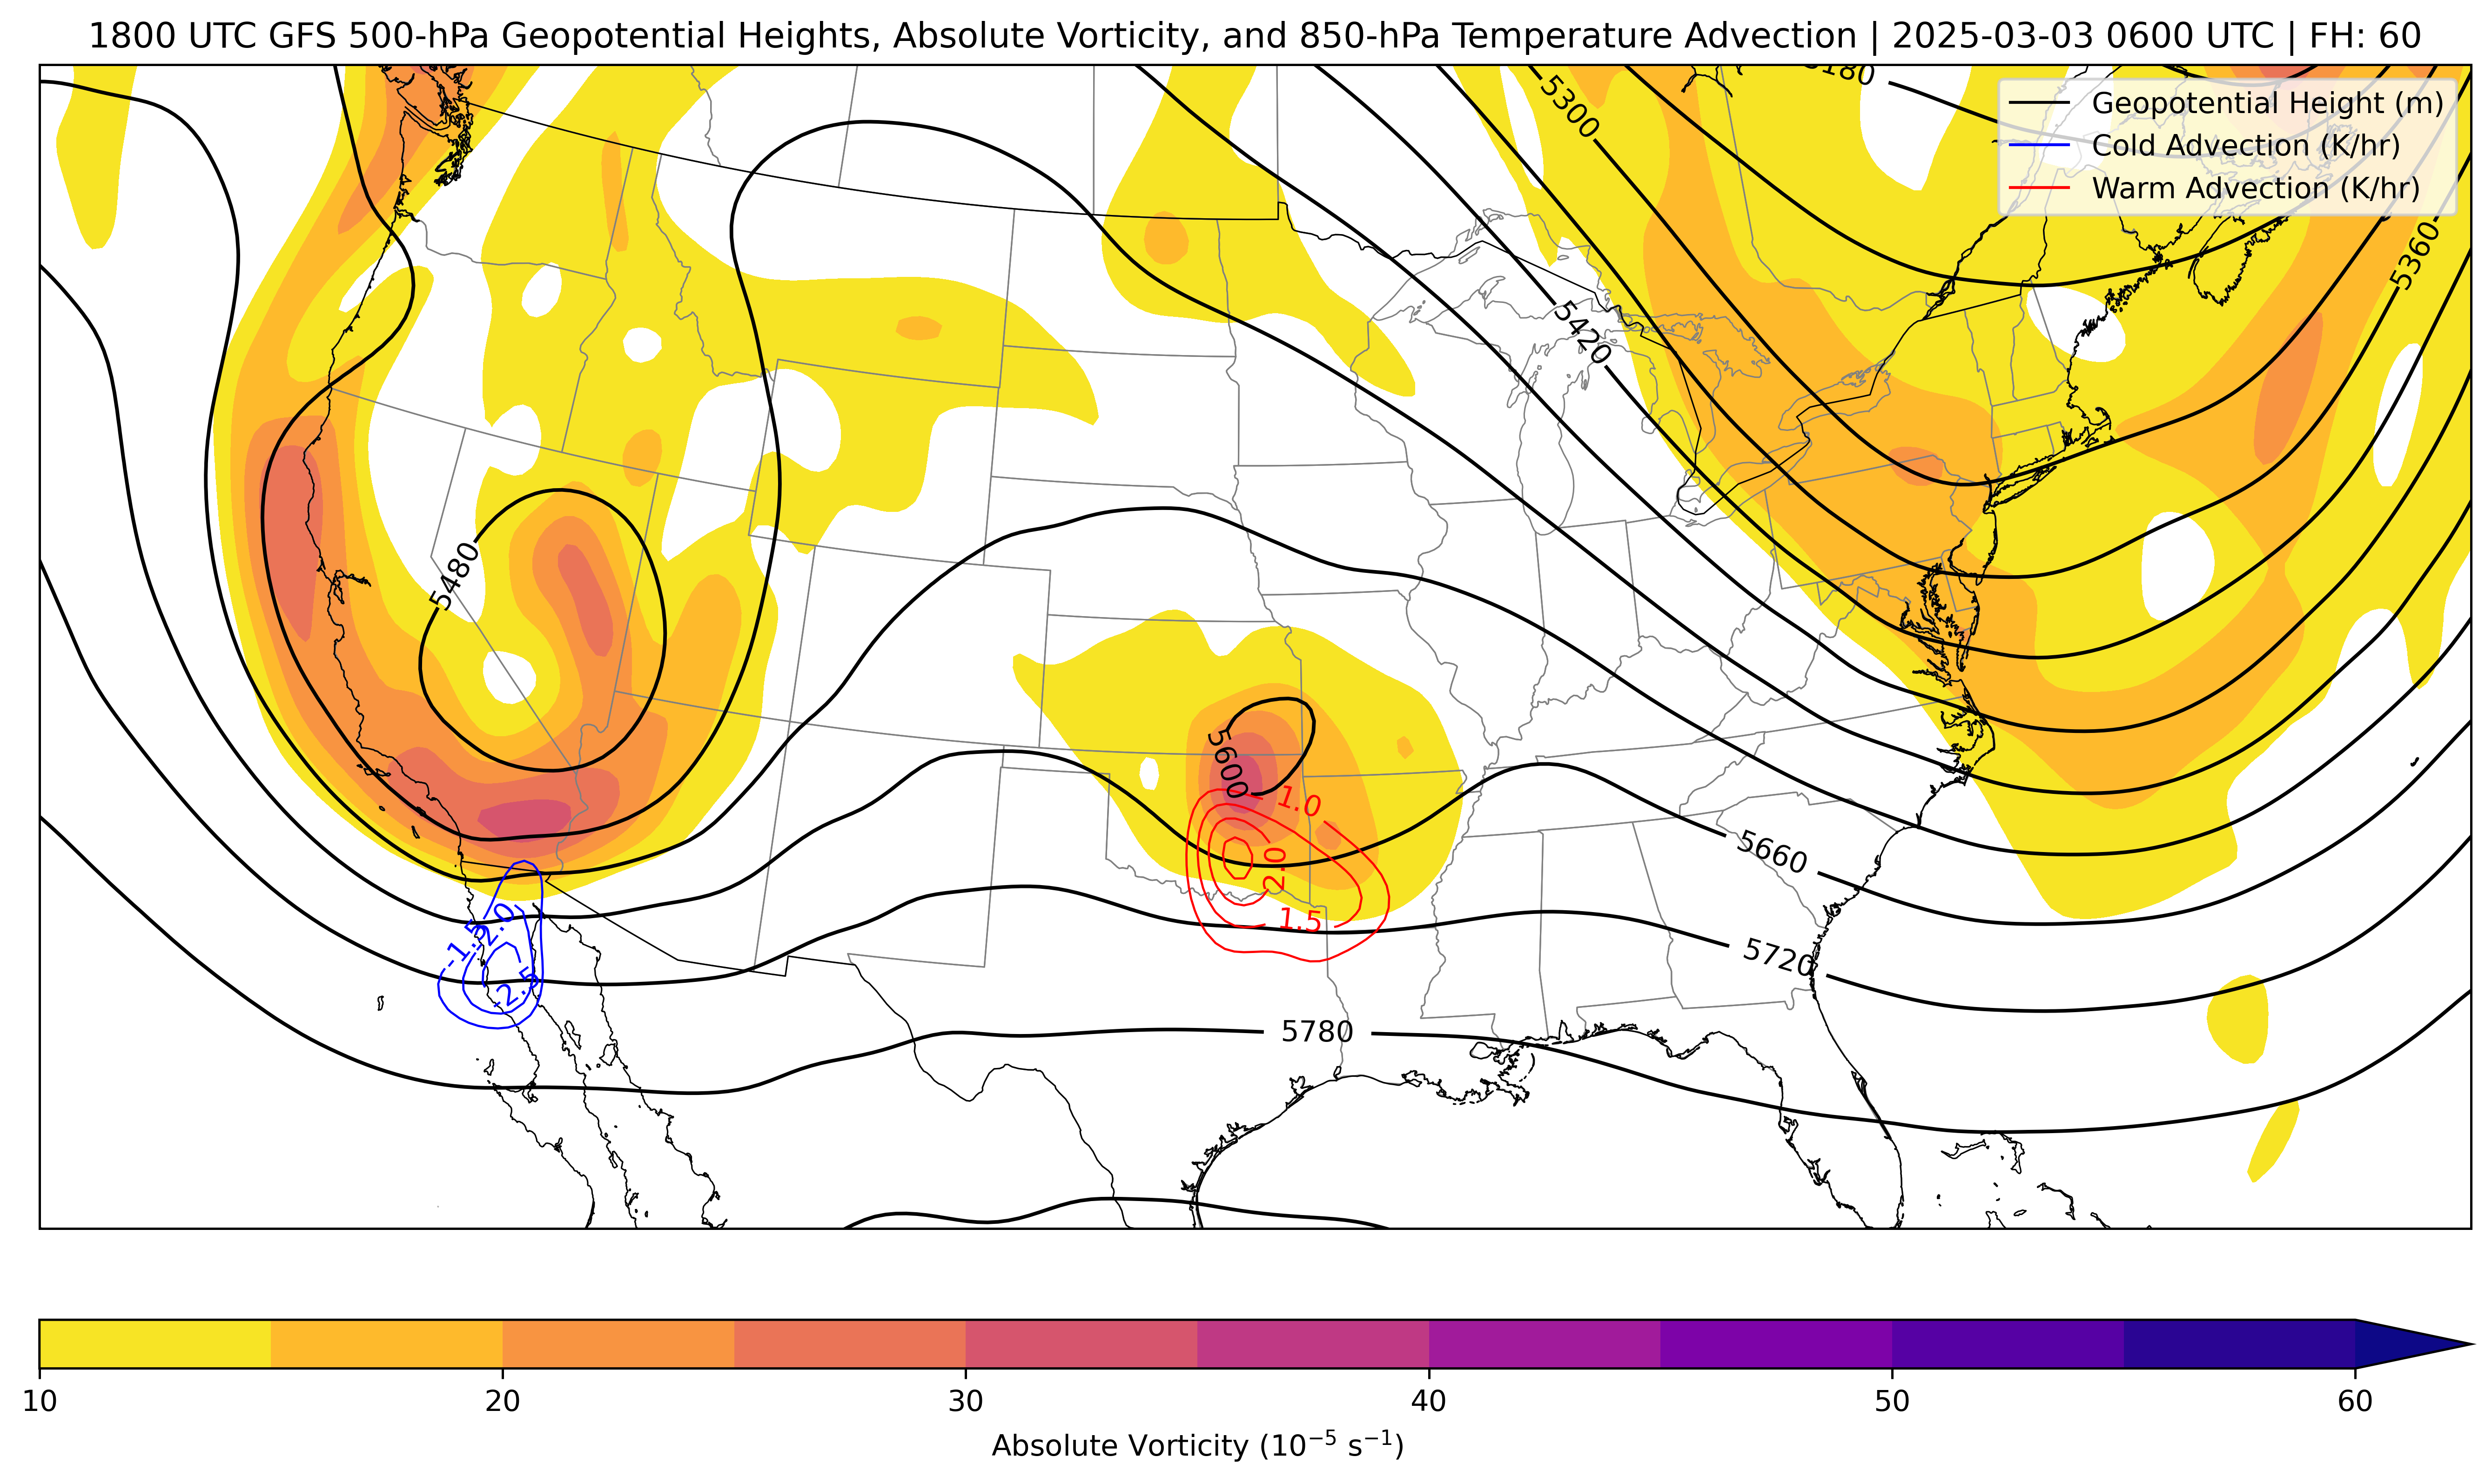 1800 UTC GFS 500-hPa Geopotential Heights, Absolute Vorticity, and 850-hPa Temperature Advection | 2025-03-03 0600 UTC | FH: 60
Geopotential Height (m)
Cold Advection (K/hr)
Warm Advection (K/hr)
5300
5360
5420
5480
5600
1.0
2.0
1.5
5660
5720
-1.5
-2.0
-2.5
5780
10 20 30 40 50 60
Absolute Vorticity (10⁻⁵ s⁻¹)